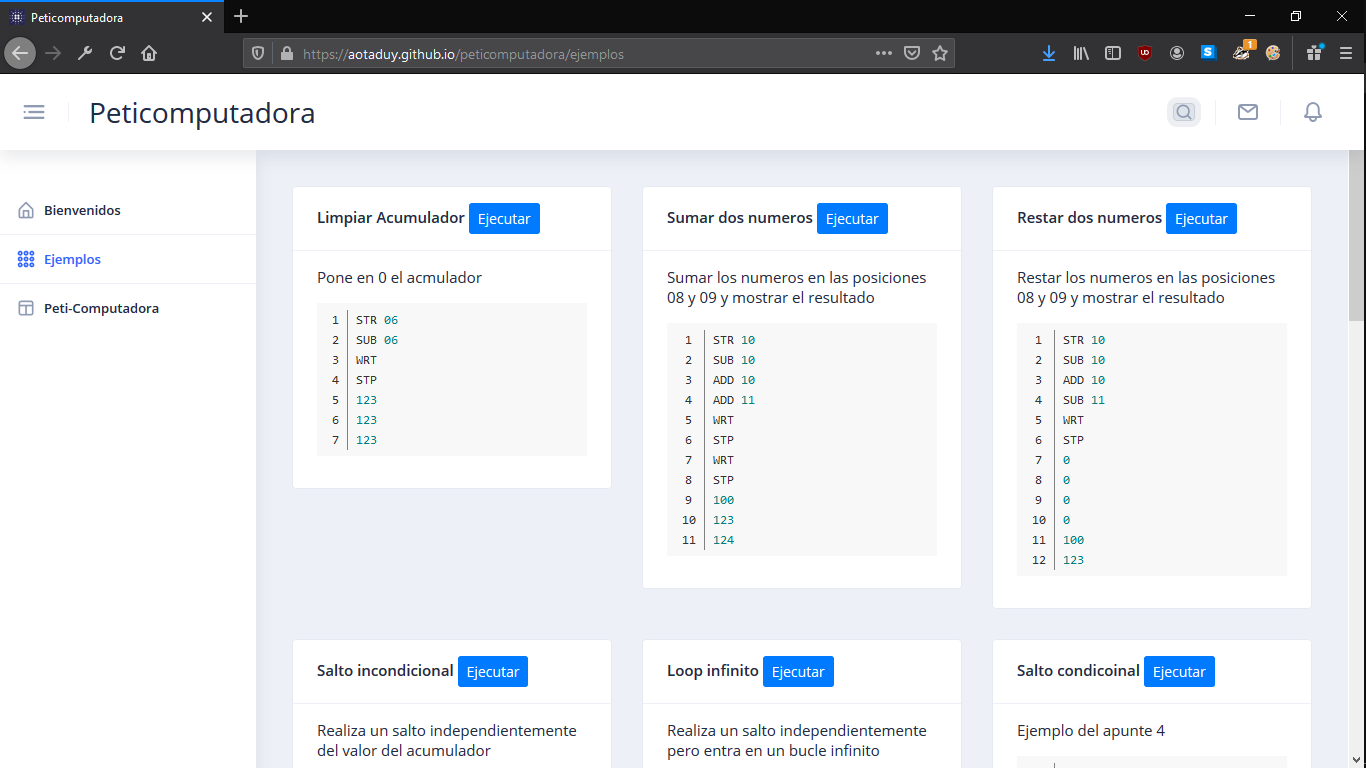 Peticomputadora
https://aotaduy.github.io/peticomputadora/ejemplos
UD
S
1
Peticomputadora
Bienvenidos
Ejemplos
Peti-Computadora
Limpiar Acumulador Ejecutar
Pone en 0 el acmulador
1 STR 06
2 SUB 06
3 WRT
4 STP
5 123
6 123
7 123
Sumar dos numeros Ejecutar
Sumar los numeros en las posiciones
08 y 09 y mostrar el resultado
1 STR 10
2 SUB 10
3 ADD 10
4 ADD 11
5 WRT
6 STP
7 WRT
8 STP
9 100
10 123
11 124
Restar dos numeros Ejecutar
Restar los numeros en las posiciones
08 y 09 y mostrar el resultado
1 STR 10
2 SUB 10
3 ADD 10
4 SUB 11
5 WRT
6 STP
7 0
8 0
9 0
10 0
11 100
12 123
Salto incondicional Ejecutar
Realiza un salto independientemente
del valor del acumulador
Loop infinito Ejecutar
Realiza un salto independientemente
pero entra en un bucle infinito
Salto condicoinal Ejecutar
Ejemplo del apunte 4